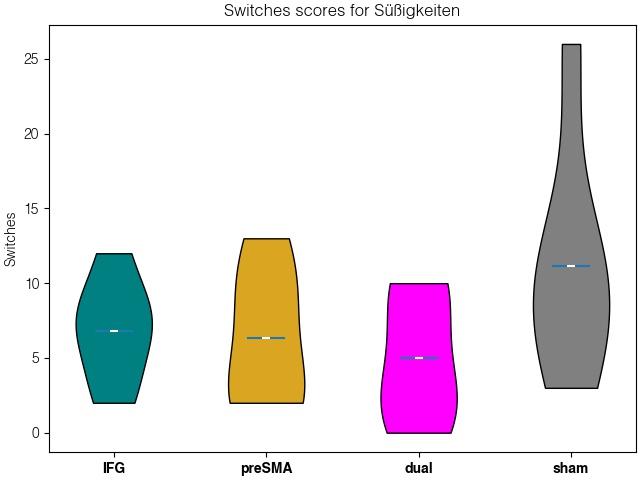 Switches scores for Süßigkeiten
Switches
25
20
15
10
5
0
IFG
preSMA
dual
sham